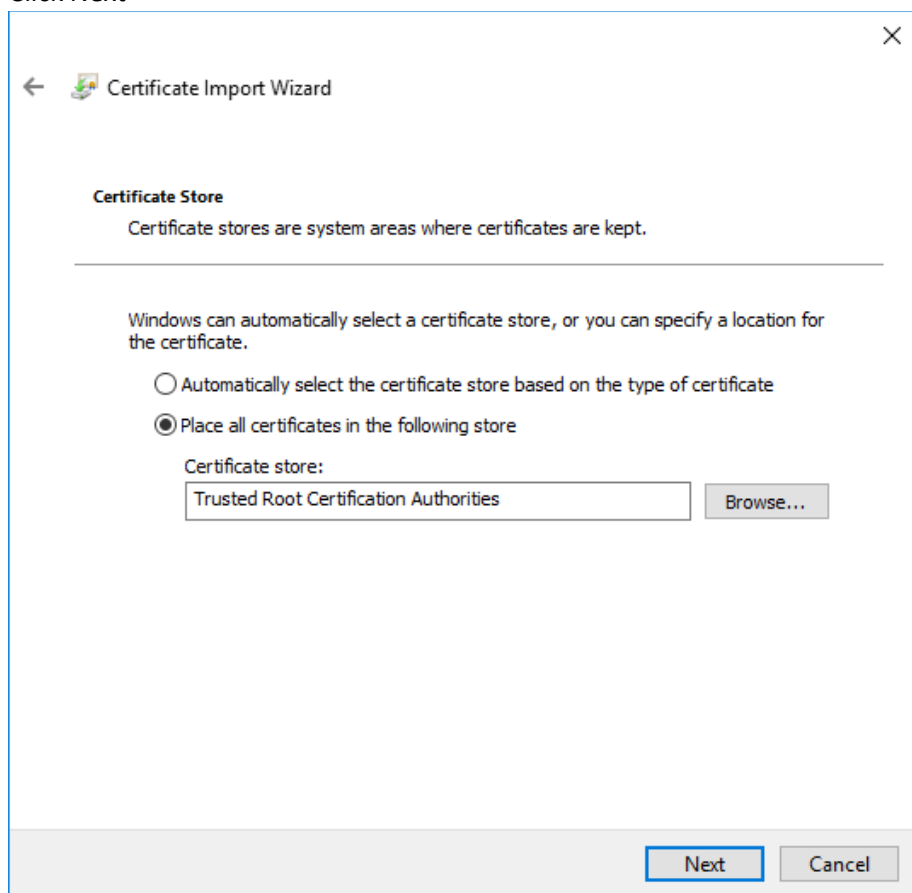 Click Next
Certificate Import Wizard
Certificate Store
Certificate stores are system areas where certificates are kept.
Windows can automatically select a certificate store, or you can specify a location for
the certificate.
Automatically select the certificate store based on the type of certificate
Place all certificates in the following store
Certificate store:
Trusted Root Certification Authorities
Browse...
Next
Cancel